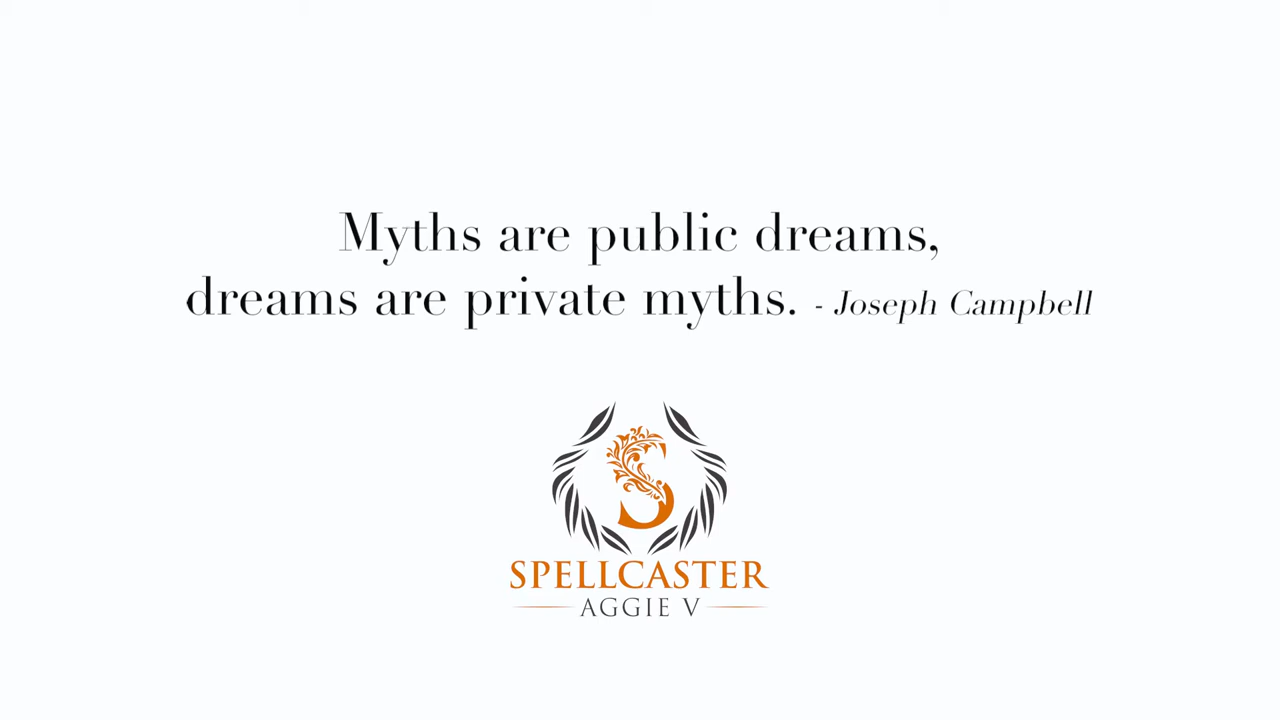 Myths are public dreams,
dreams are private myths. - Joseph Campbell
S
SPELLCASTER
AGGIE V